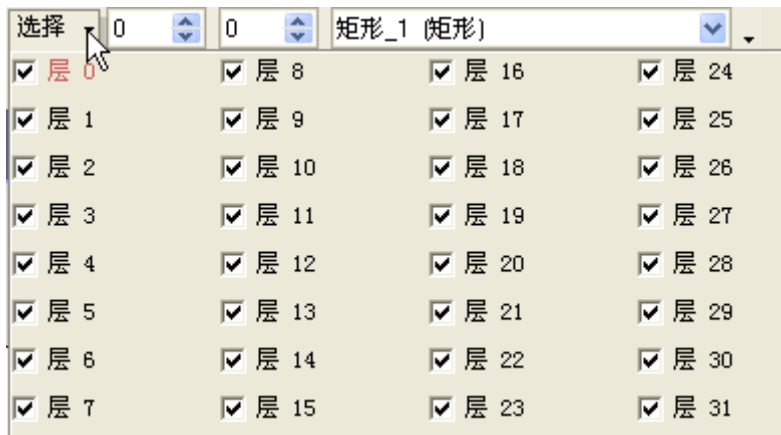 选择 0 0 矩形_1 (矩形)
层 0 层 8 层 16 层 24
层 1 层 9 层 17 层 25
层 2 层 10 层 18 层 26
层 3 层 11 层 19 层 27
层 4 层 12 层 20 层 28
层 5 层 13 层 21 层 29
层 6 层 14 层 22 层 30
层 7 层 15 层 23 层 31